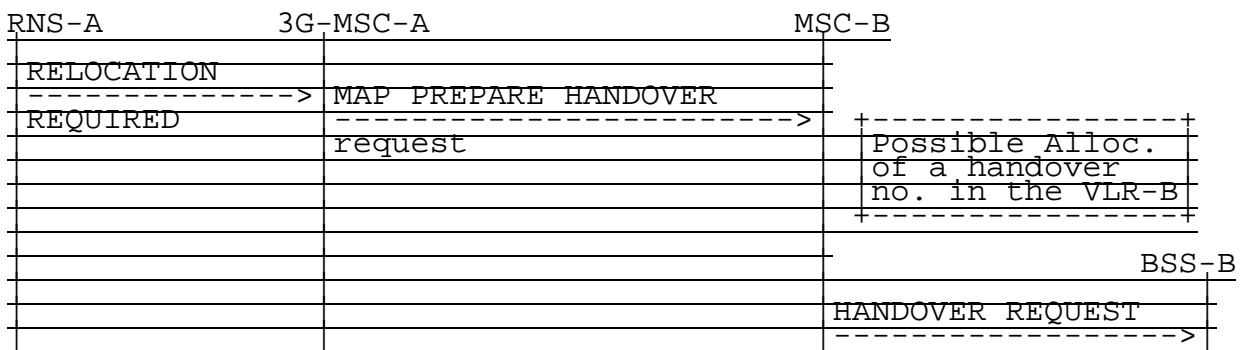 RNS-A 3G-MSC-A MSC-B
RELOCATION
--------------> MAP PREPARE HANDOVER
REQUIRED ------------------------> +----------------+
request Possible Alloc.
of a handover
no. in the VLR-B
+----------------+
BSS-B
HANDOVER REQUEST
------------------>